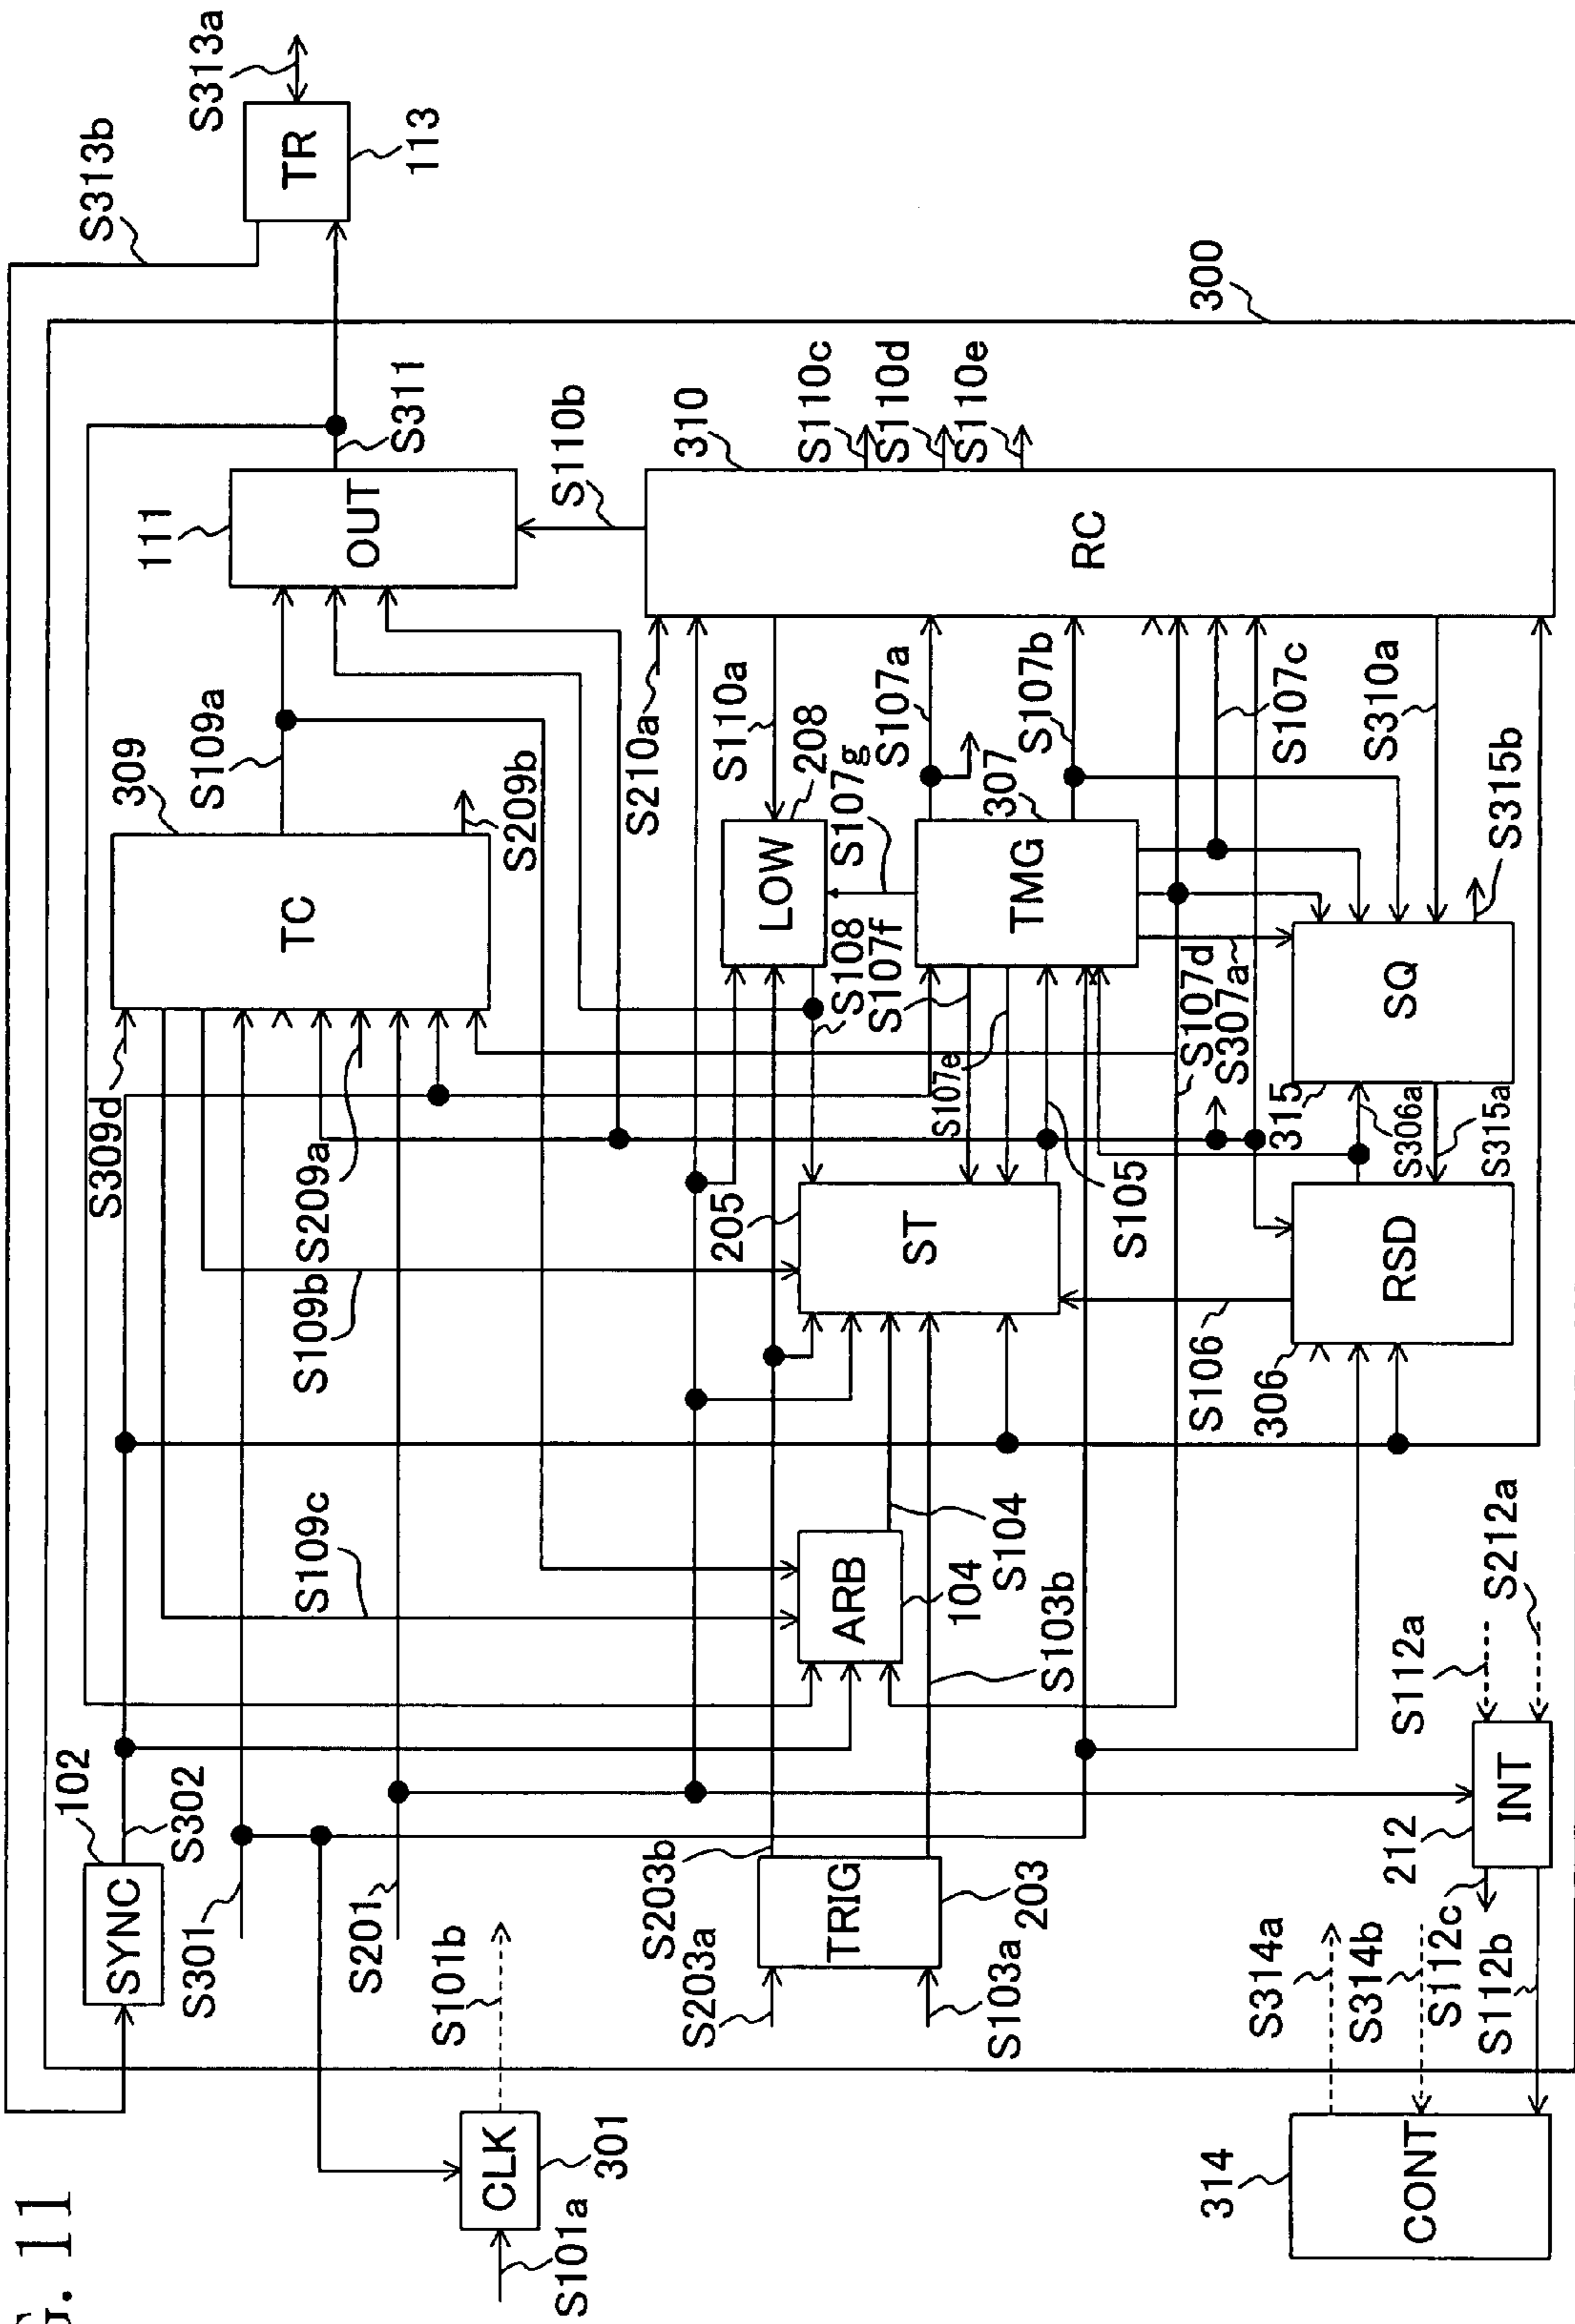 G. 11
S313b
S313a
TR
113
300
SYNC
102
S302
S301
S201
S101b
CLK
301
S101a
S109c
S309d
S109b
S209a
TC
309
S109a
S209b
OUT
111
S311
S110b
310
RC
S110c
S110d
S110e
S210a
S110a
LOW
208
S107g
S107a
TMG
307
S107b
S107c
S310a
S315b
S108
S107f
S107e
S107d
S307a
SQ
315
S306a
S315a
205
ST
S105
RSD
306
S106
ARB
104
S104
S103b
TRIG
203
S203b
S203a
S103a
S112a
S212a
INT
212
S112c
S112b
S314a
S314b
CONT
314